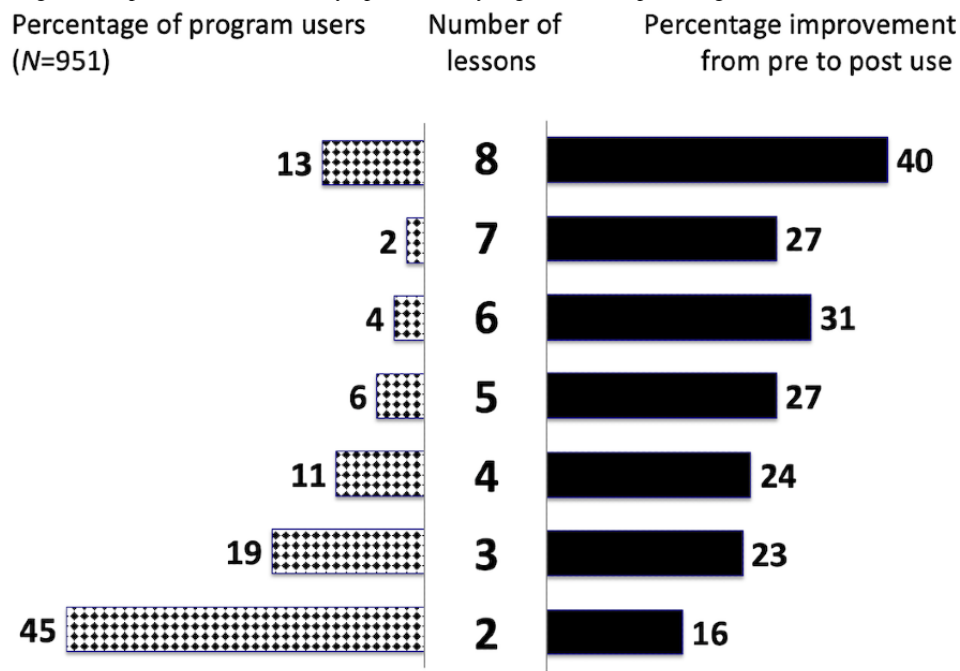 Percentage of program users
(N=951)
Number of
lessons
Percentage improvement
from pre to post use
13 8 40
2 7 27
4 6 31
6 5 27
11 4 24
19 3 23
45 2 16